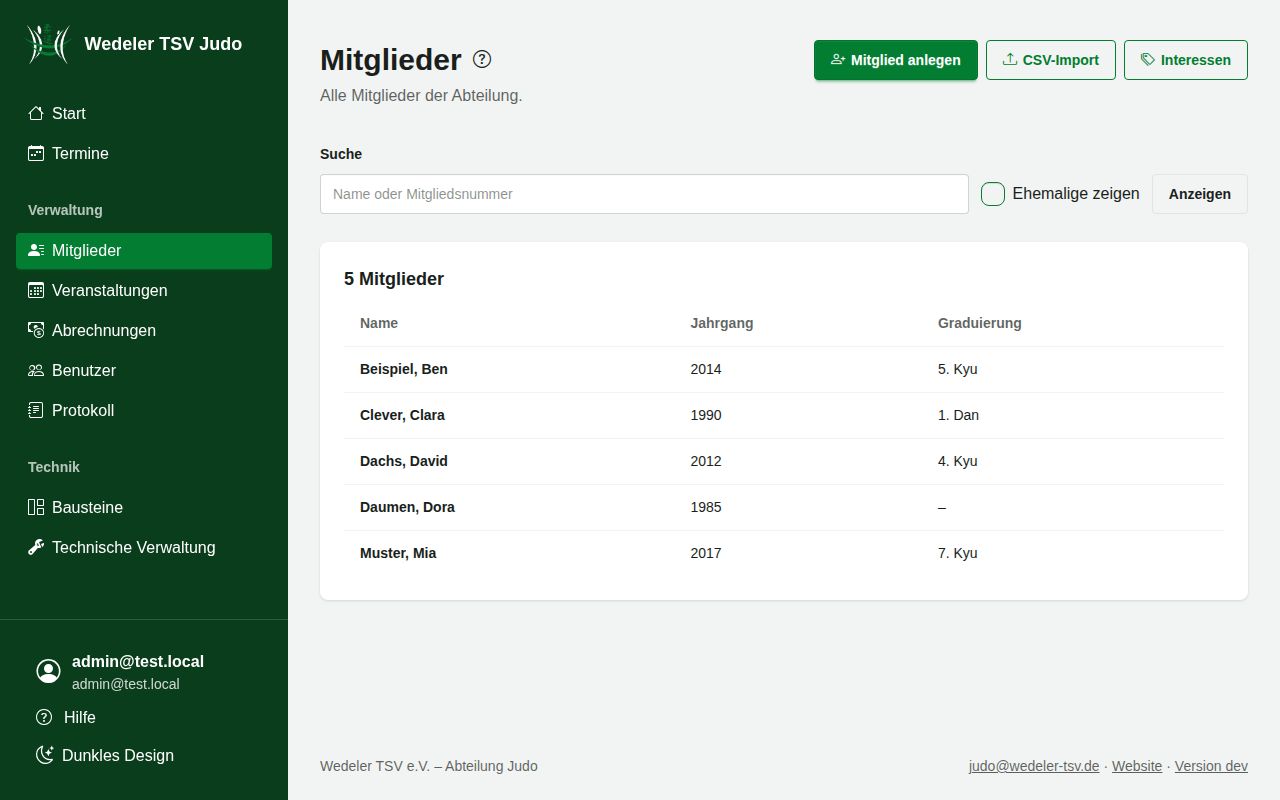 Wedeler TSV Judo
Start
Termine
Verwaltung
Mitglieder
Veranstaltungen
Abrechnungen
Benutzer
Protokoll
Technik
Bausteine
Technische Verwaltung
admin@test.local
admin@test.local
Hilfe
Dunkles Design
Mitglieder
Alle Mitglieder der Abteilung.
Mitglied anlegen CSV-Import Interessen
Suche
Name oder Mitgliedsnummer Ehemalige zeigen Anzeigen
5 Mitglieder
Name Jahrgang Graduierung
Beispiel, Ben 2014 5. Kyu
Clever, Clara 1990 1. Dan
Dachs, David 2012 4. Kyu
Daumen, Dora 1985 –
Muster, Mia 2017 7. Kyu
Wedeler TSV e.V. – Abteilung Judo judo@wedeler-tsv.de · Website · Version dev